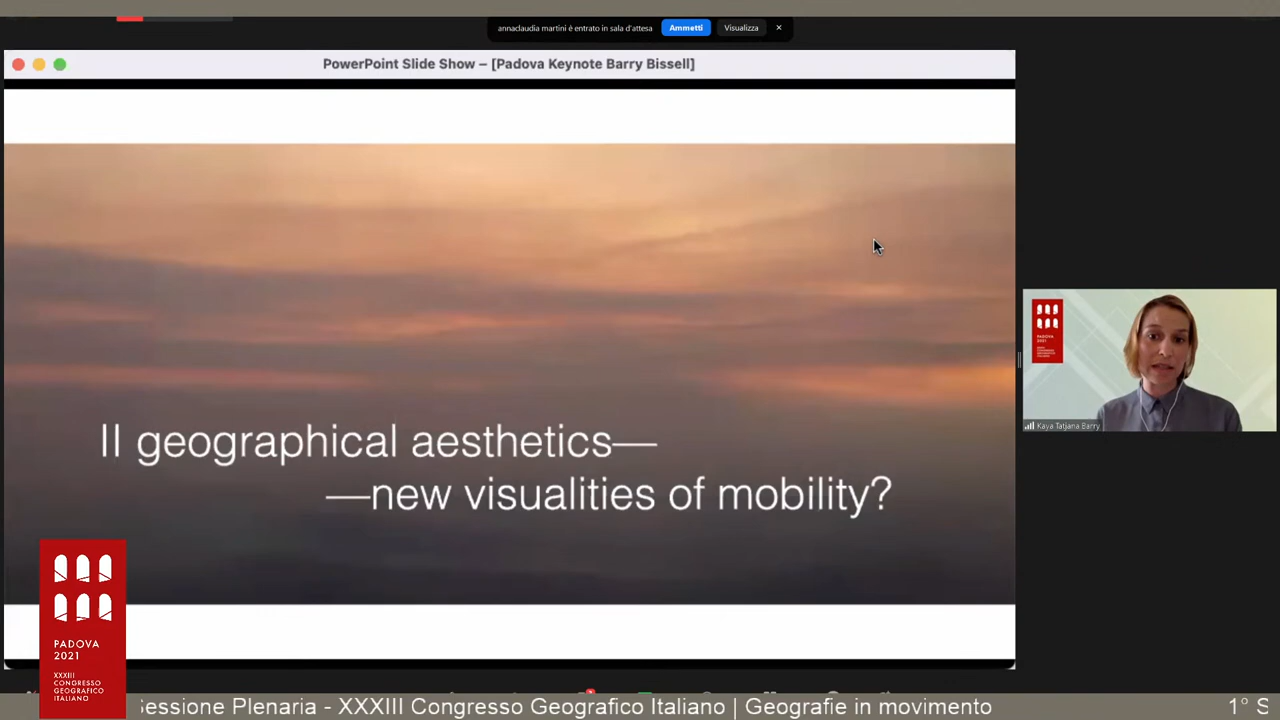 annaclaudia martini è entrato in sala d'attesa
Ammetti
Visualizza
PowerPoint Slide Show – [Padova Keynote Barry Bissell]
II geographical aesthetics—
—new visualities of mobility?
PADOVA
2021
Kaya Tatjana Barry
PADOVA
2021
XXXIII
CONGRESSO
GEOGRAFICO
ITALIANO
Sessione Plenaria - XXXIII Congresso Geografico Italiano | Geografie in movimento
1° S